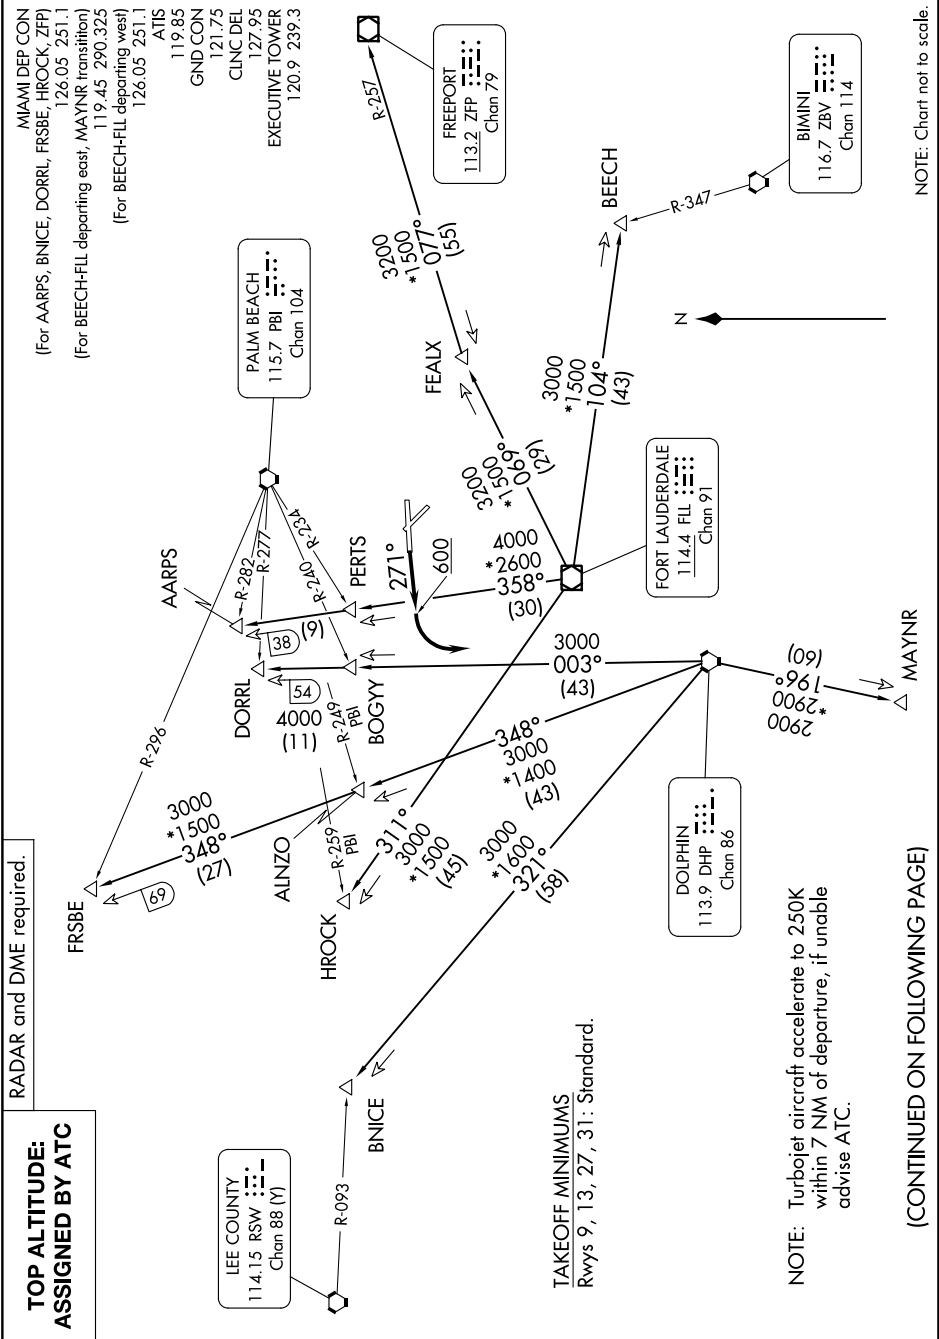 TOP ALTITUDE:
ASSIGNED BY ATC
RADAR and DME required.
MIAMI DEP CON
(For AARPS, BNICE, DORRL, FRSBE, HROCK, ZFP)
126.05 251.1
(For BEECH-FLL departing east, MAYNR transititon)
119.45 290.325
(For BEECH-FLL departing west)
126.05 251.1
ATIS
119.85
GND CON
121.75
CLNC DEL
127.95
EXECUTIVE TOWER
120.9 239.3
FRSBE
69
R-296
3000
*1500
348°
(27)
AARPS
R-282
R-277
R-240
R-234
PALM BEACH
115.7 PBI
Chan 104
38
(9)
DORRL
54
4000
(11)
R-249
PBI
BOGYY
PERTS
271°
600
ALNZO
R-259
PBI
HROCK
311°
3000
*1500
(45)
348°
3000
*1400
(43)
3000
*1600
321°
(58)
LEE COUNTY
114.15 RSW
Chan 88 (Y)
R-093
BNICE
FREEPORT
113.2 ZFP
Chan 79
R-257
3200
*1500
077°
(55)
FEALX
3200
*1500
069°
(29)
4000
*2600
358°
(30)
3000
003°
(43)
3000
*1500
104°
(43)
BEECH
R-347
BIMINI
116.7 ZBV
Chan 114
N
FORT LAUDERDALE
114.4 FLL
Chan 91
DOLPHIN
113.9 DHP
Chan 86
2900
*2900
196°
(60)
MAYNR
TAKEOFF MINIMUMS
Rwys 9, 13, 27, 31: Standard.
NOTE: Turbojet aircraft accelerate to 250K
within 7 NM of departure, if unable
advise ATC.
NOTE: Chart not to scale.
(CONTINUED ON FOLLOWING PAGE)